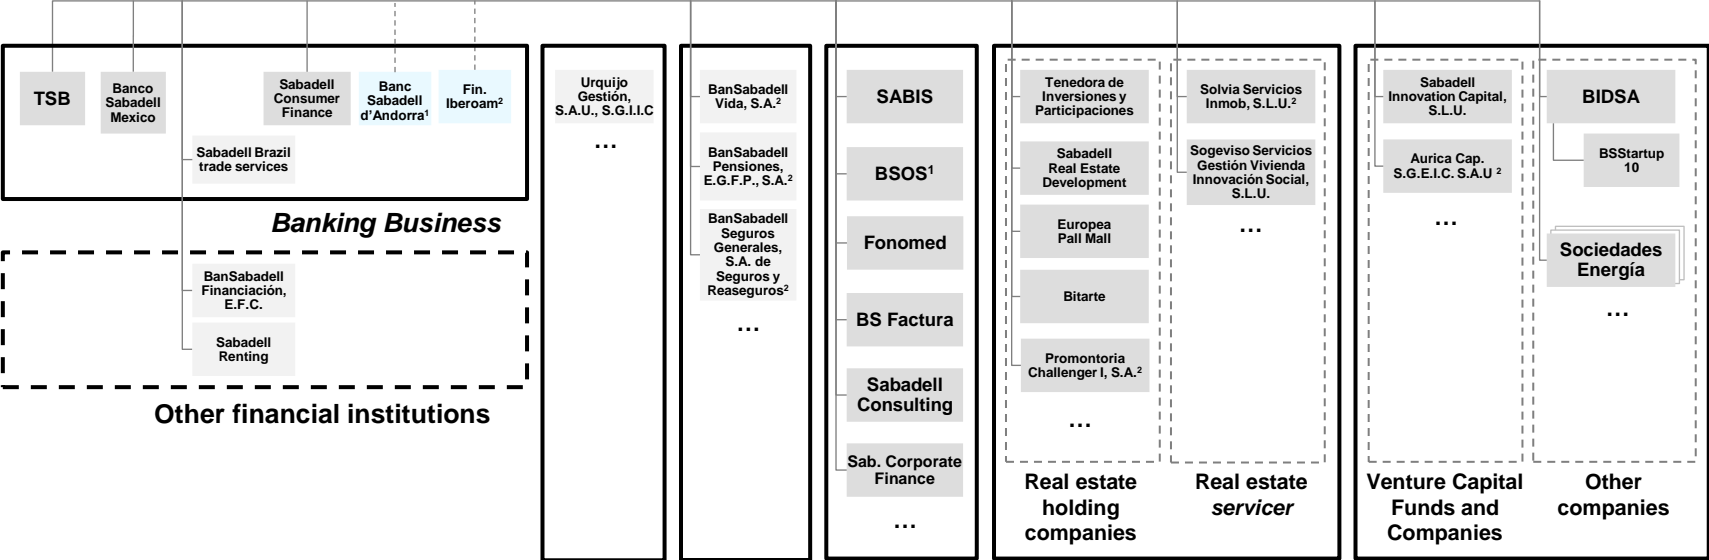 TSB
Banco
Sabadell
Mexico
Sabadell
Consumer
Finance
Banc
Sabadell
d'Andorra¹
Fin.
Iberoam²
Sabadell Brazil
trade services
Banking Business
BanSabadell
Financiación,
E.F.C.
Sabadell
Renting
Other financial institutions
Urquijo
Gestión,
S.A.U., S.G.I.I.C
...
BanSabadell
Vida, S.A.²
BanSabadell
Pensiones,
E.G.F.P., S.A.²
BanSabadell
Seguros
Generales,
S.A. de
Seguros y
Reaseguros²
...
SABIS
BSOS¹
Fonomed
BS Factura
Sabadell
Consulting
Sab. Corporate
Finance
...
Tenedora de
Inversiones y
Participaciones
Sabadell
Real Estate
Development
Europea
Pall Mall
Bitarte
Promontoria
Challenger I, S.A.²
...
Real estate
holding
companies
Solvia Servicios
Inmob, S.L.U.²
Sogeviso Servicios
Gestión Vivienda
Innovación Social,
S.L.U.
...
Real estate
servicer
Sabadell
Innovation Capital,
S.L.U.
Aurica Cap.
S.G.E.I.C. S.A.U ²
...
Venture Capital
Funds and
Companies
BIDSA
BSStartup
10
Sociedades
Energía
...
Other
companies